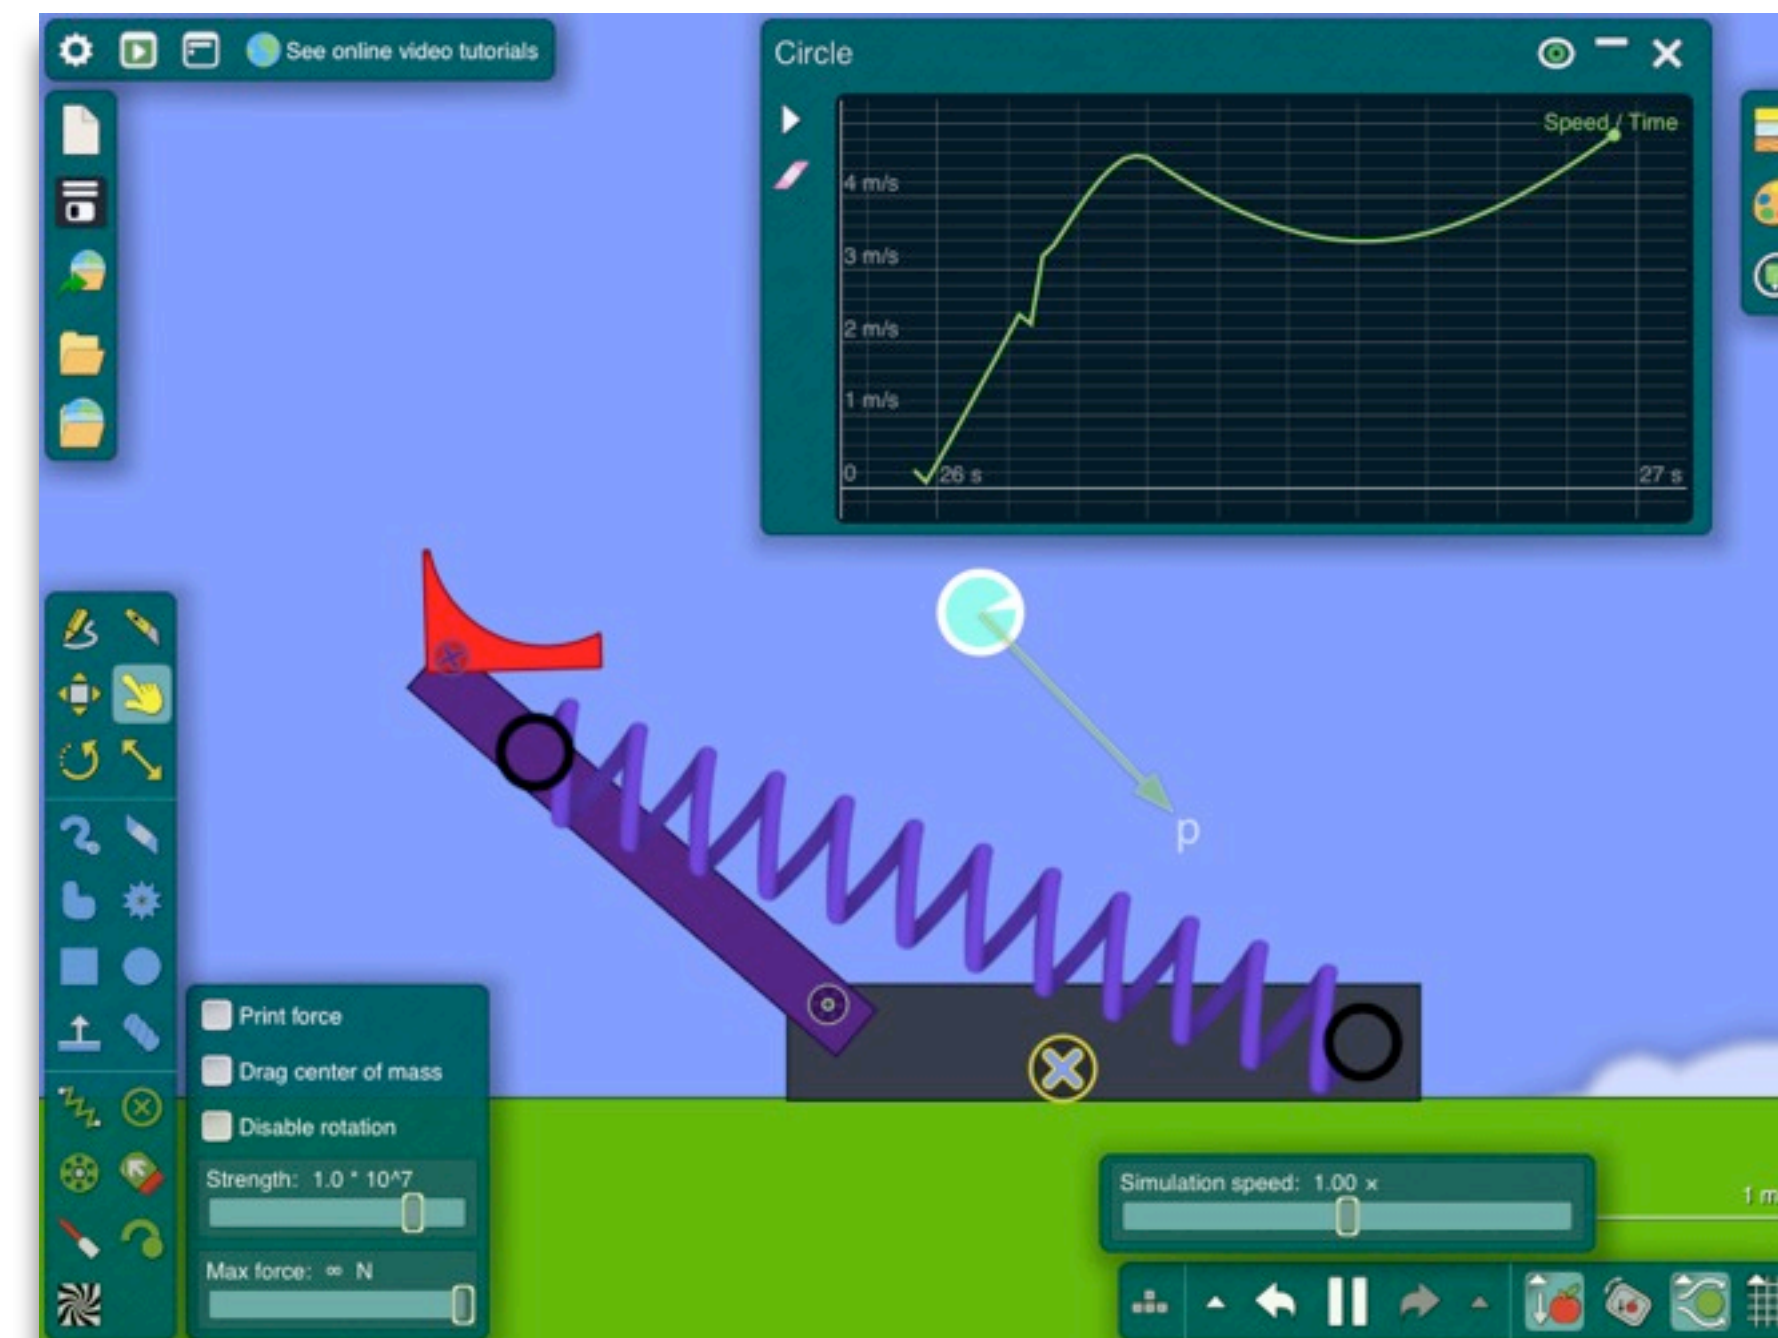 See online video tutorials
Circle
Speed / Time
4 m/s
3 m/s
2 m/s
1 m/s
0
26 s
27 s
p
Print force
Drag center of mass
Disable rotation
Strength: 1.0 * 10^7
Max force: ∞ N
Simulation speed: 1.00 ×
1 m